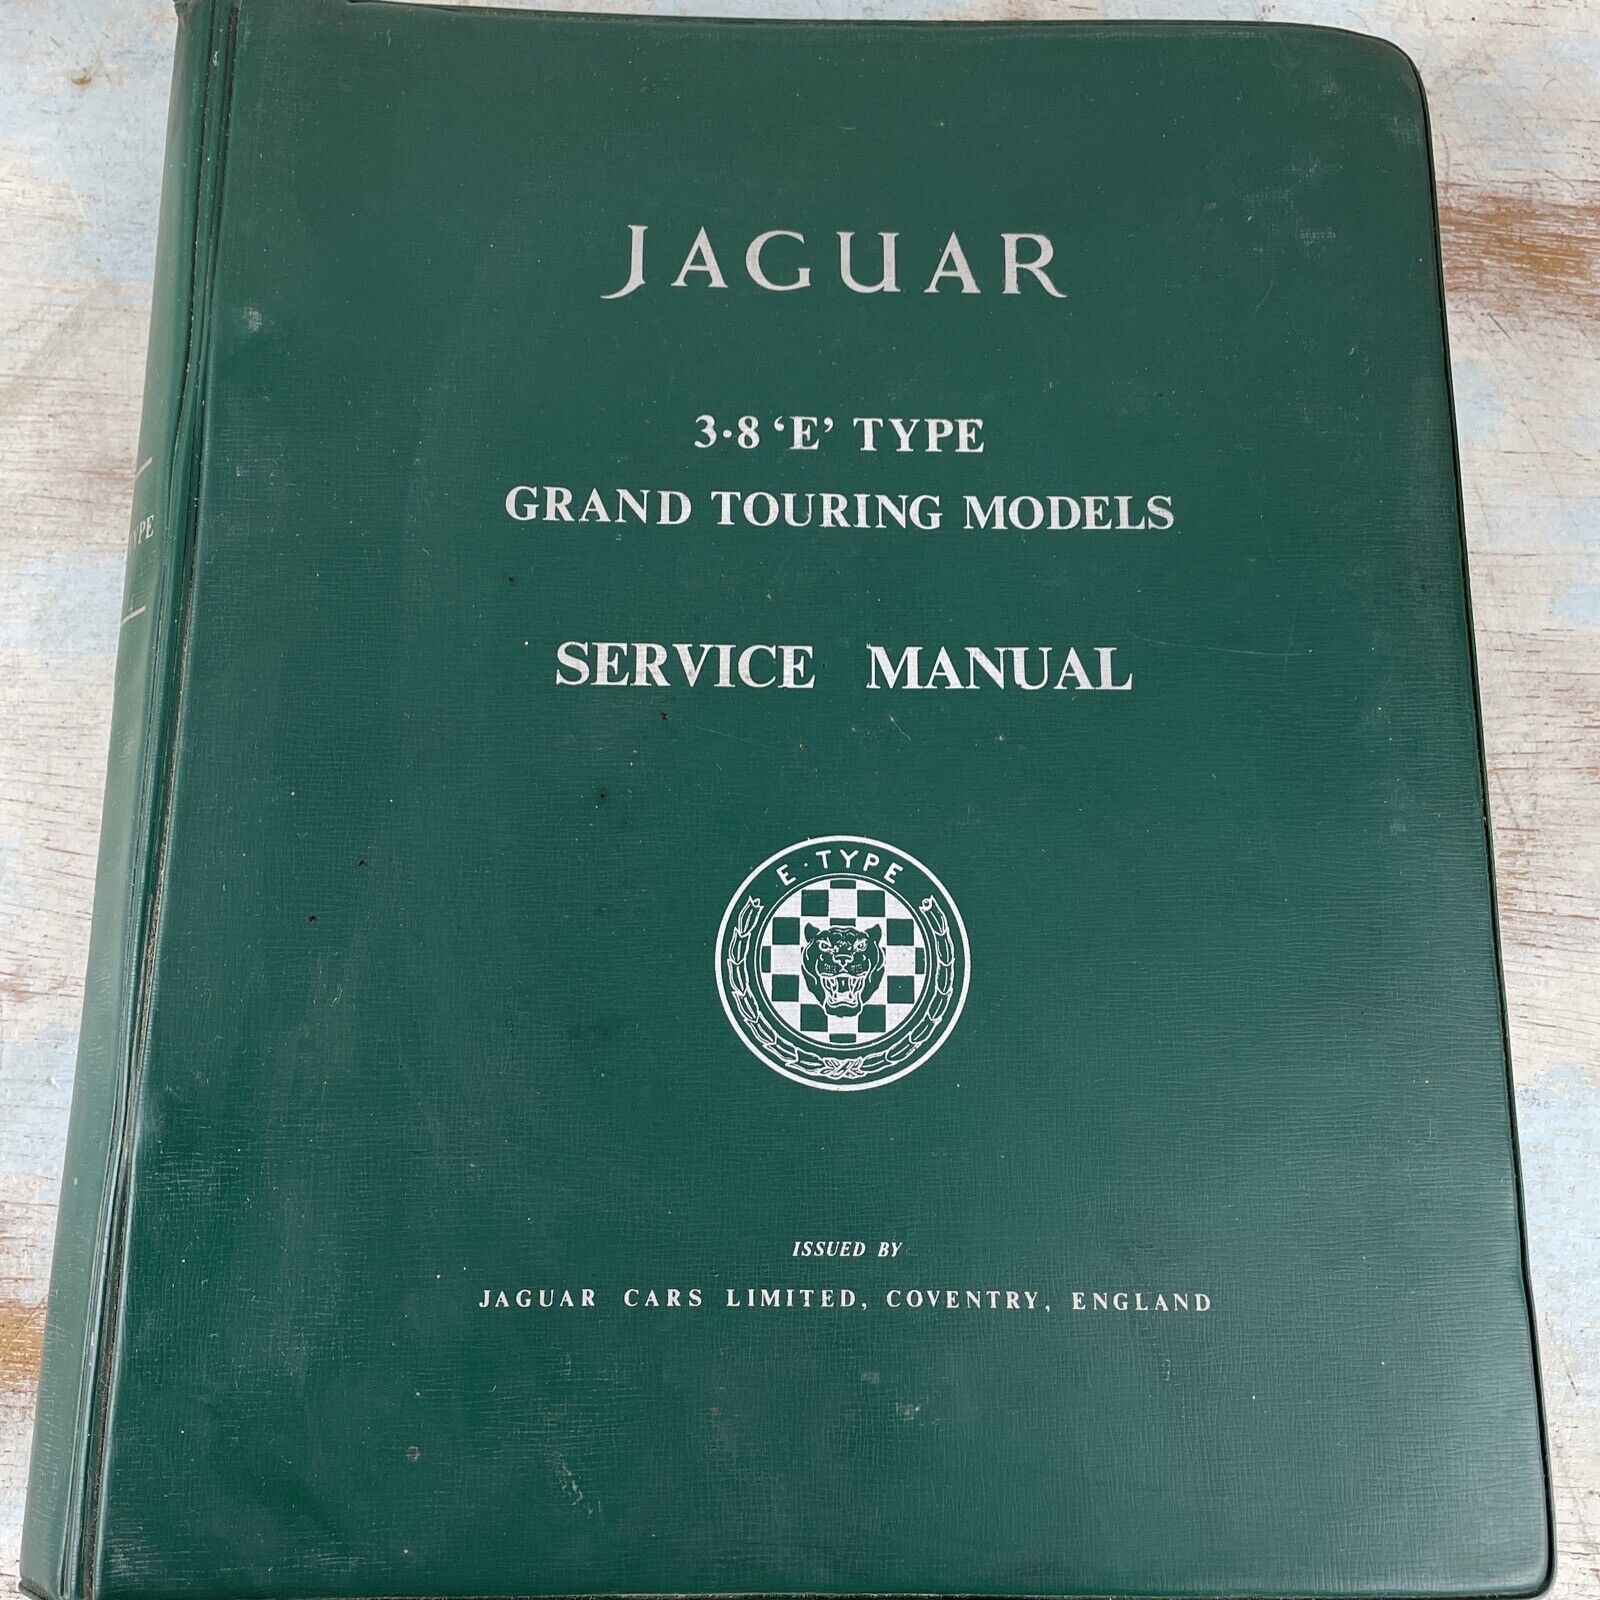 JAGUAR
3·8 ‘E’ TYPE
GRAND TOURING MODELS
SERVICE MANUAL
E·TYPE
ISSUED BY
JAGUAR CARS LIMITED, COVENTRY, ENGLAND